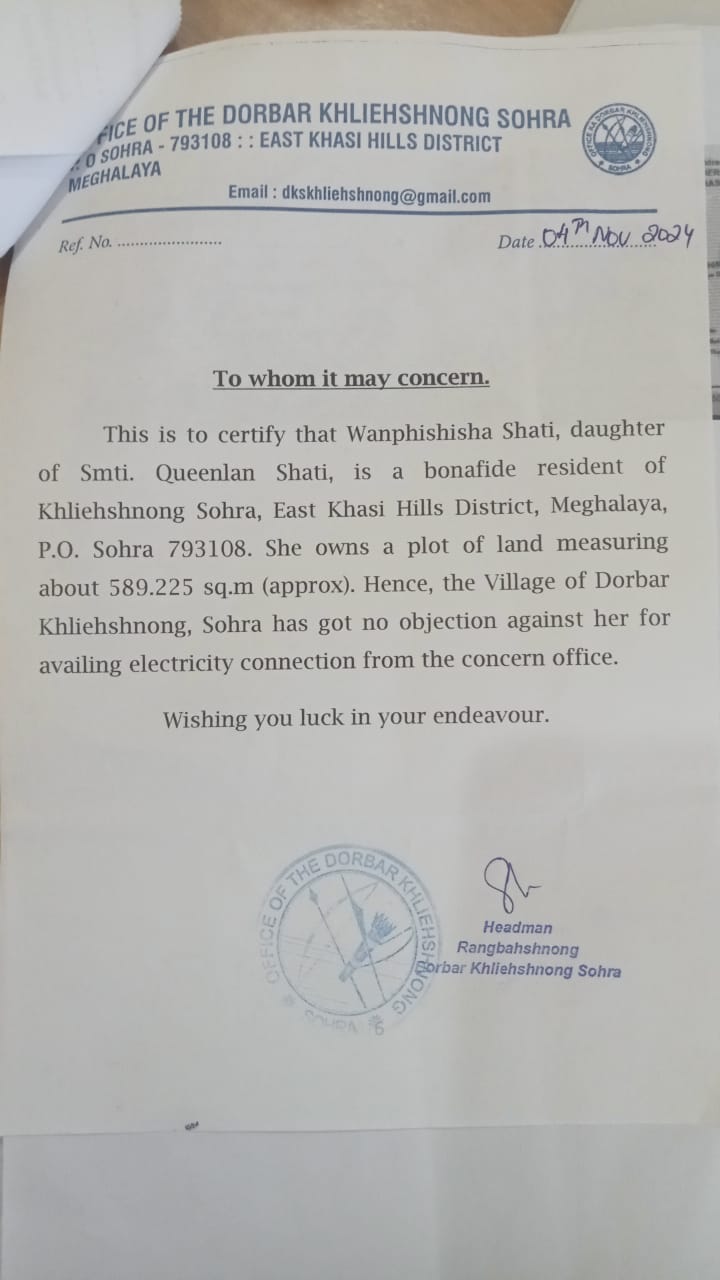 FICE OF THE DORBAR KHLIEHSHNONG SOHRA
O SOHRA - 793108 : : EAST KHASI HILLS DISTRICT
MEGHALAYA
Email : dkskhliehshnong@gmail.com
Ref. No. ........................
Date 04th Nov 2024
To whom it may concern.
This is to certify that Wanphishisha Shati, daughter
of Smti. Queenlan Shati, is a bonafide resident of
Khliehshnong Sohra, East Khasi Hills District, Meghalaya,
P.O. Sohra 793108. She owns a plot of land measuring
about 589.225 sq.m (approx). Hence, the Village of Dorbar
Khliehshnong, Sohra has got no objection against her for
availing electricity connection from the concern office.
Wishing you luck in your endeavour.
OFFICE OF THE DORBAR KHLIEHSHNONG
SOHRA
Headman
Rangbahshnong
Dorbar Khliehshnong Sohra